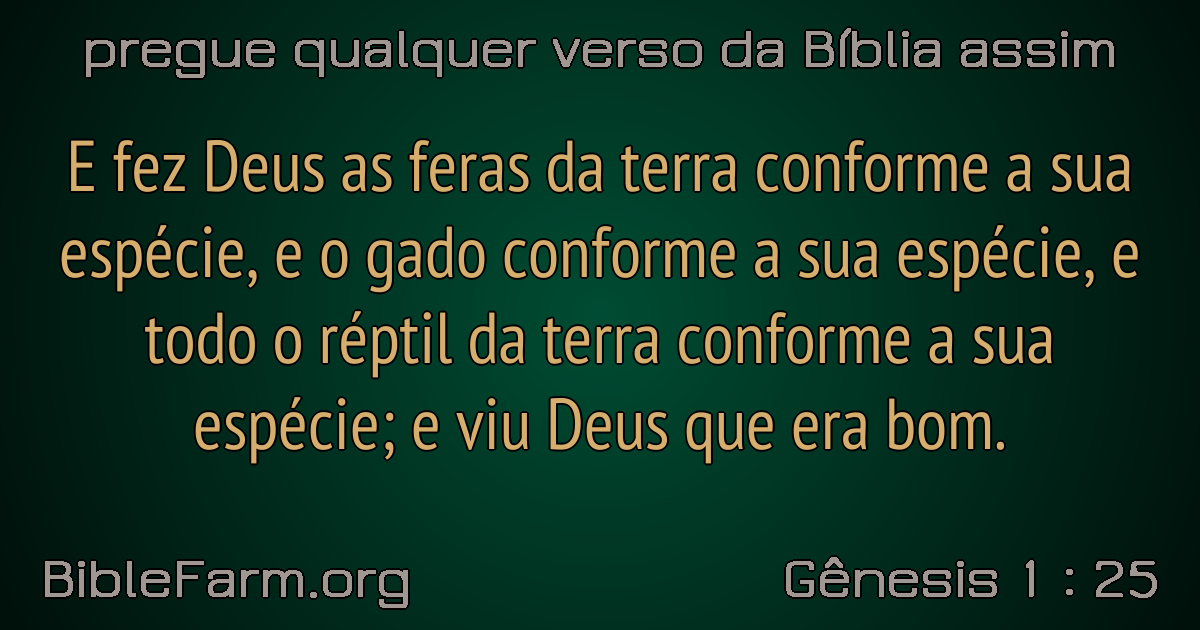 pregue qualquer verso da Bíblia assim
E fez Deus as feras da terra conforme a sua
espécie, e o gado conforme a sua espécie, e
todo o réptil da terra conforme a sua
espécie; e viu Deus que era bom.
BibleFarm.org
Gênesis 1 : 25